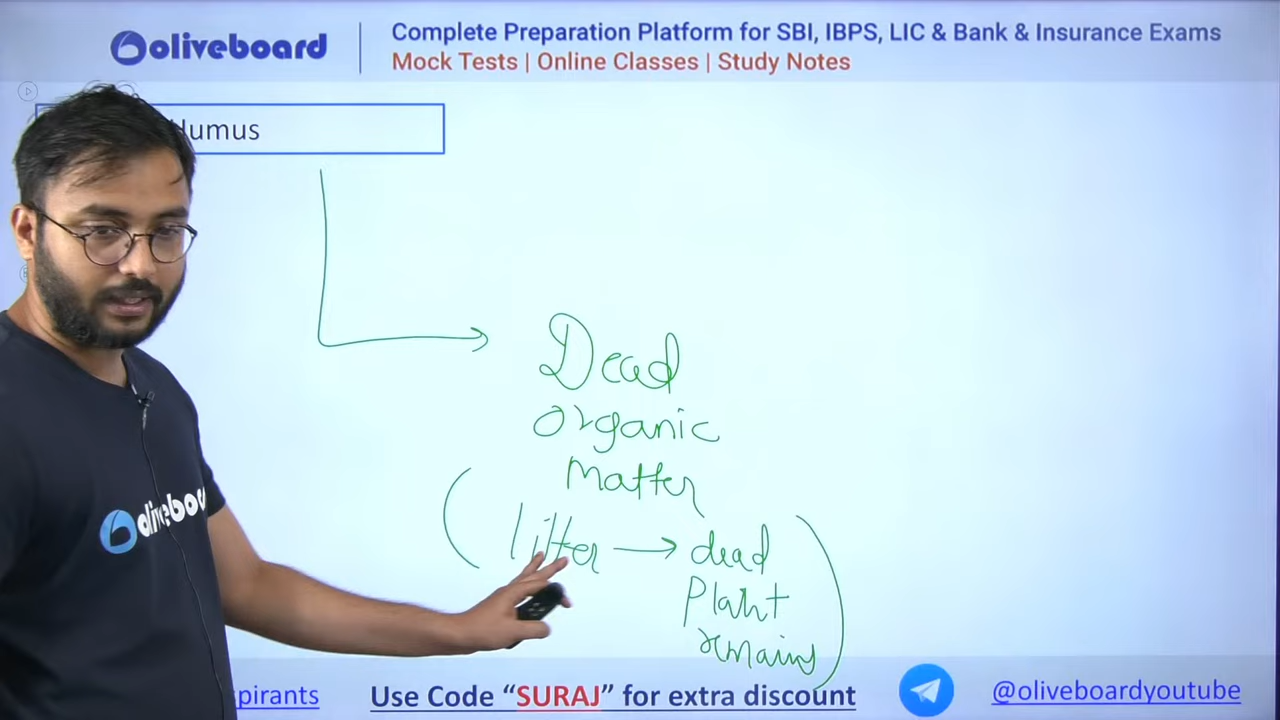 oliveboard
Complete Preparation Platform for SBI, IBPS, LIC & Bank & Insurance Exams
Mock Tests | Online Classes | Study Notes
Humus
Dead
organic
matter
litter → dead
Plant
remains
oliveboa
spirants
Use Code “SURAJ” for extra discount
@oliveboardyoutube